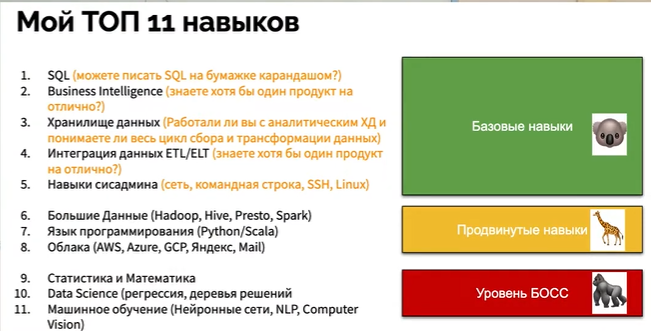 Мой ТОП 11 навыков
1. SQL (можете писать SQL на бумажке карандашом?)
2. Business Intelligence (знаете хотя бы один продукт на
отлично?)
3. Хранилище данных (Работали ли вы с аналитическим ХД и
понимаете ли весь цикл сбора и трансформации данных)
4. Интеграция данных ETL/ELT (знаете хотя бы один продукт
на отлично?)
5. Навыки сисадмина (сеть, командная строка, SSH, Linux)
Базовые навыки
6. Большие Данные (Hadoop, Hive, Presto, Spark)
7. Язык программирования (Python/Scala)
8. Облака (AWS, Azure, GCP, Яндекс, Mail)
Продвинутые навыки
9. Статистика и Математика
10. Data Science (регрессия, деревья решений
11. Машинное обучение (Нейронные сети, NLP, Computer
Vision)
Уровень БОСС